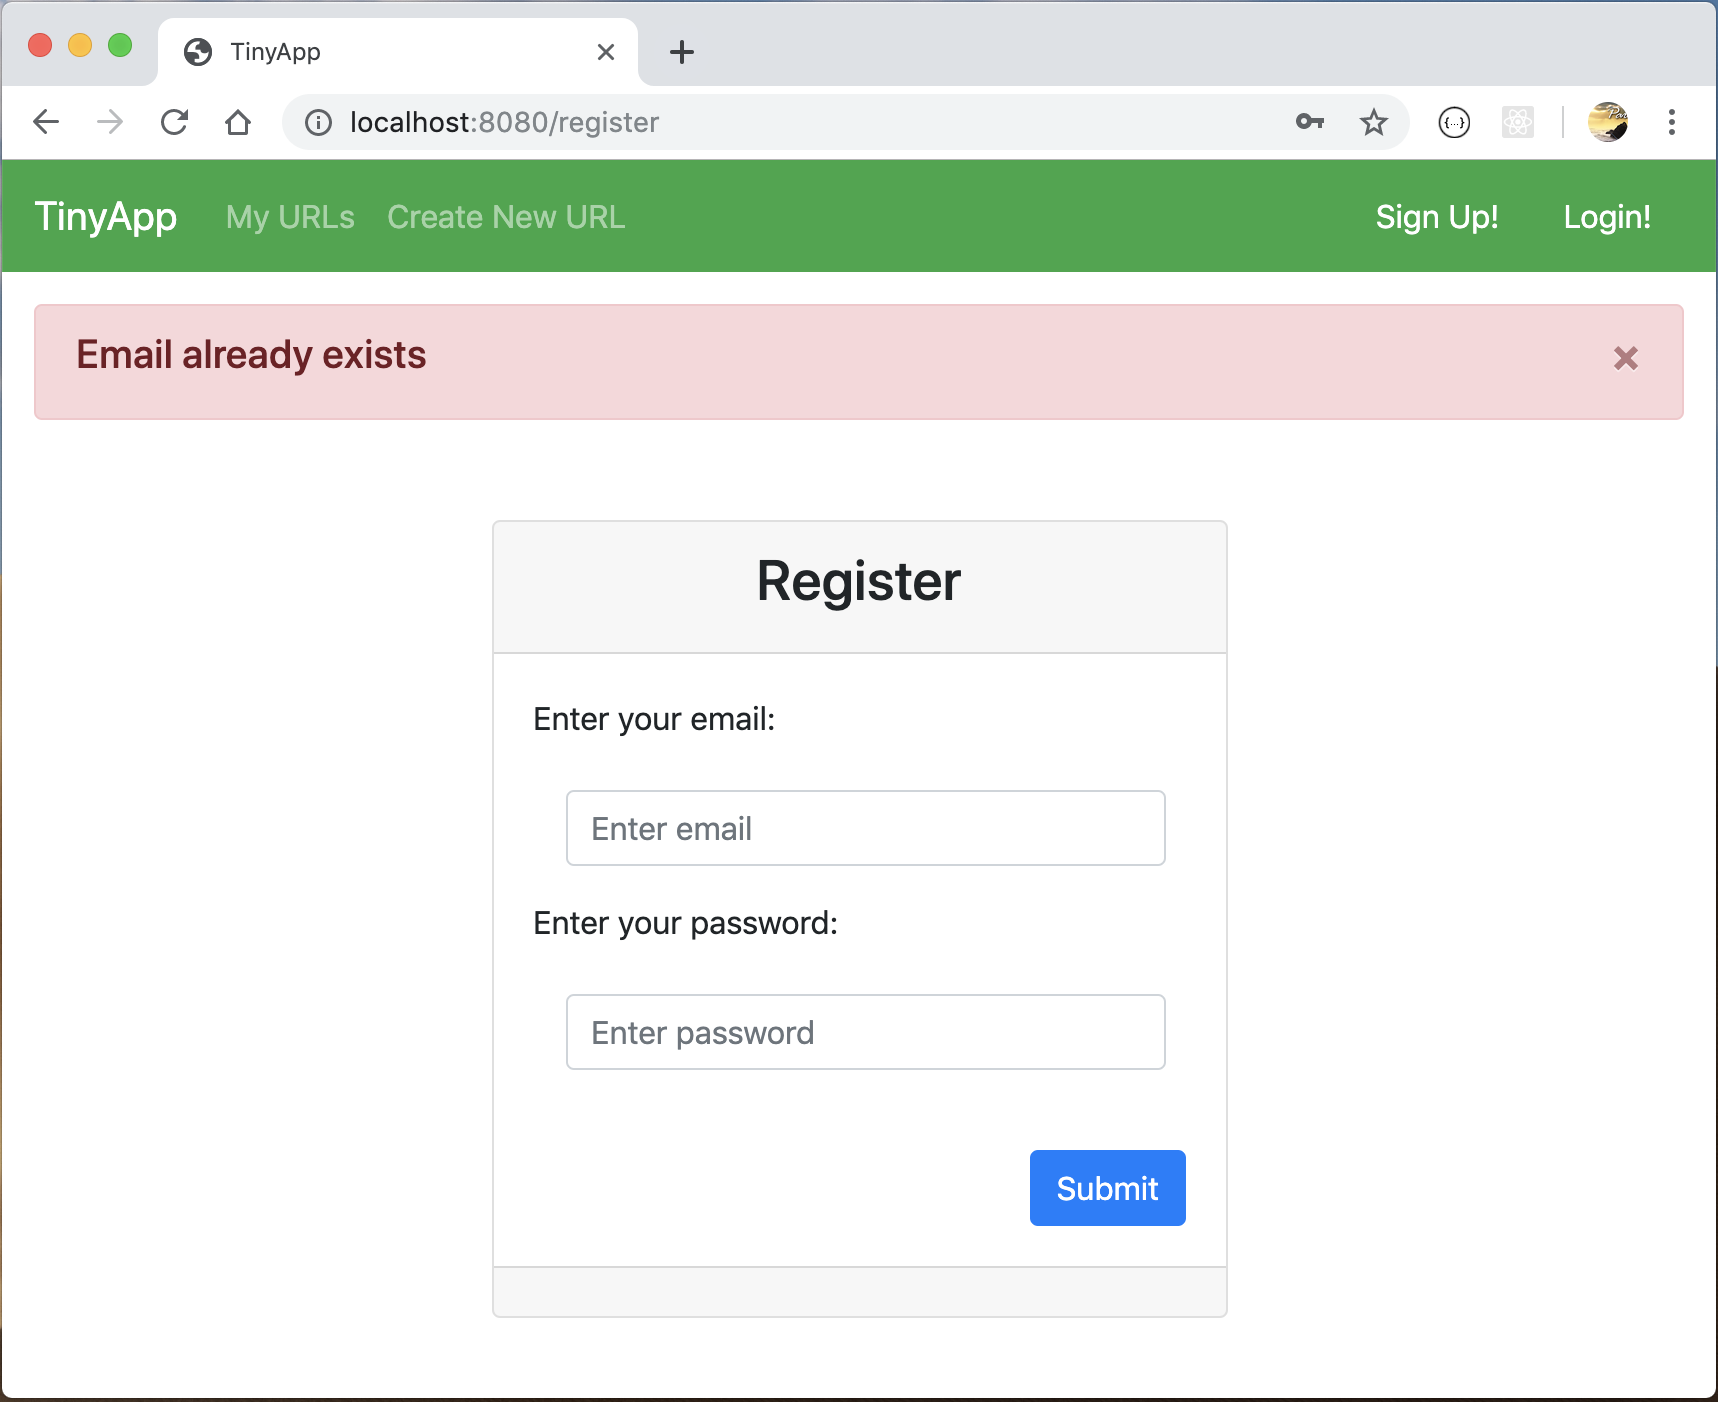 TinyApp
localhost:8080/register
{...}
TinyApp My URLs Create New URL Sign Up! Login!
Email already exists ×
Register
Enter your email:
Enter email
Enter your password:
Enter password
Submit